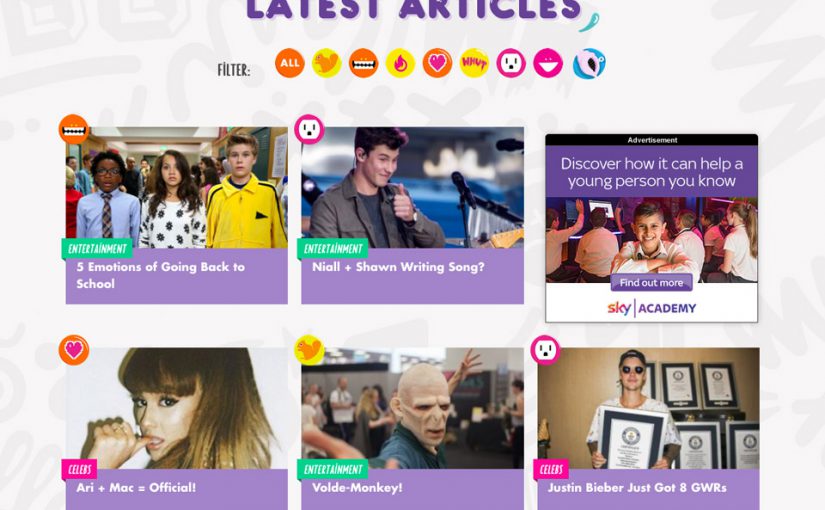 LATEST ARTICLES
FILTER:
ALL
WHUT
ENTERTAINMENT
5 Emotions of Going Back to
School
ENTERTAINMENT
Niall + Shawn Writing Song?
Advertisement
Discover how it can help a
young person you know
Find out more
sky ACADEMY
CELEBS
Ari + Mac = Official!
ENTERTAINMENT
Volde-Monkey!
CELEBS
Justin Bieber Just Got 8 GWRs